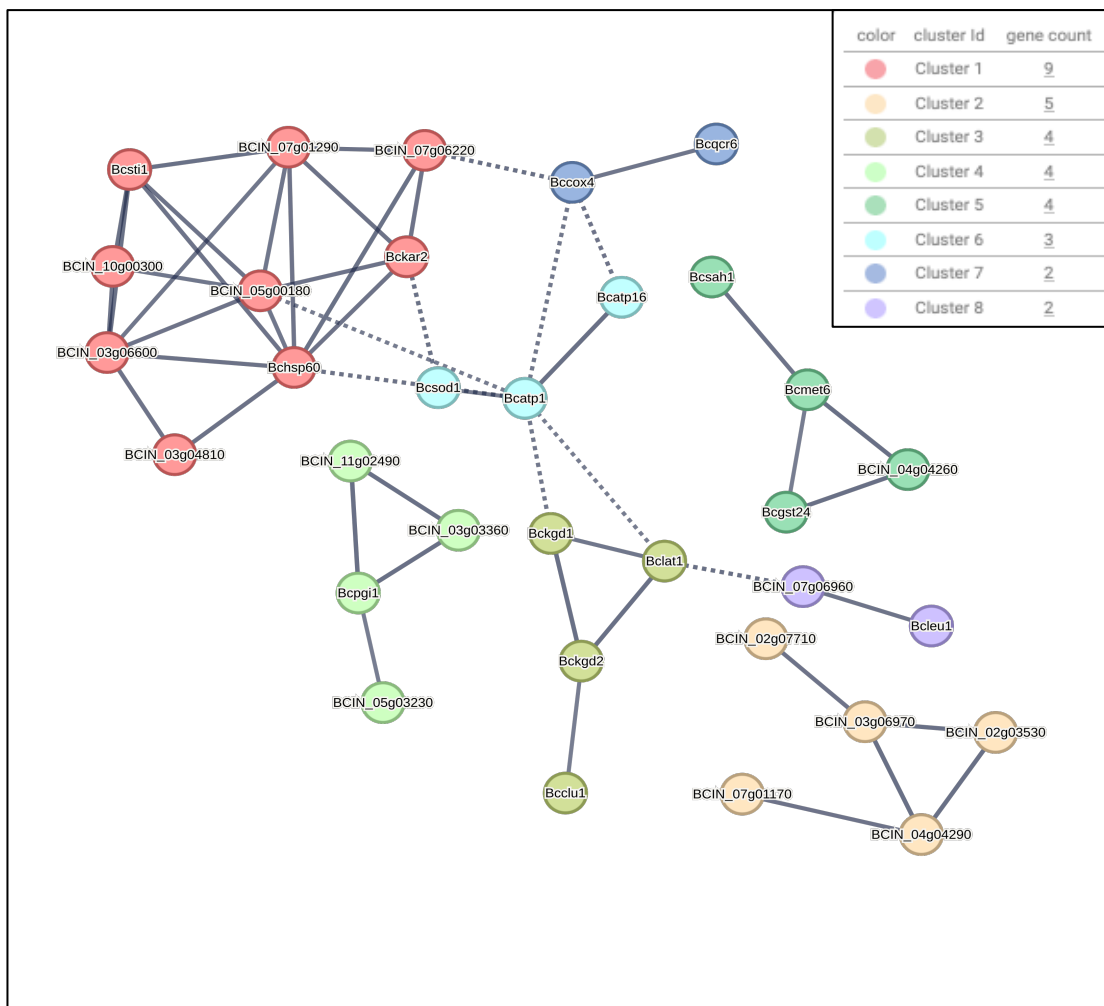 color cluster Id gene count
Cluster 1 9
Cluster 2 5
Cluster 3 4
Cluster 4 4
Cluster 5 4
Cluster 6 3
Cluster 7 2
Cluster 8 2
BCIN_07g01290
BCIN_07g06220
Bcqcr6
Bcsti1
Bccox4
Bckar2
BCIN_10g00300
Bcsah1
BCIN_05g00180
Bcatp16
BCIN_03g06600
Bchsp60
Bcsod1
Bcatp1
Bcmet6
BCIN_03g04810
BCIN_11g02490
BCIN_04g04260
BCIN_03g03360
Bckgd1
Bcgst24
Bclat1
Bcpgi1
BCIN_07g06960
Bcleu1
BCIN_02g07710
Bckgd2
BCIN_05g03230
BCIN_03g06970
BCIN_02g03530
Bcclu1
BCIN_07g01170
BCIN_04g04290